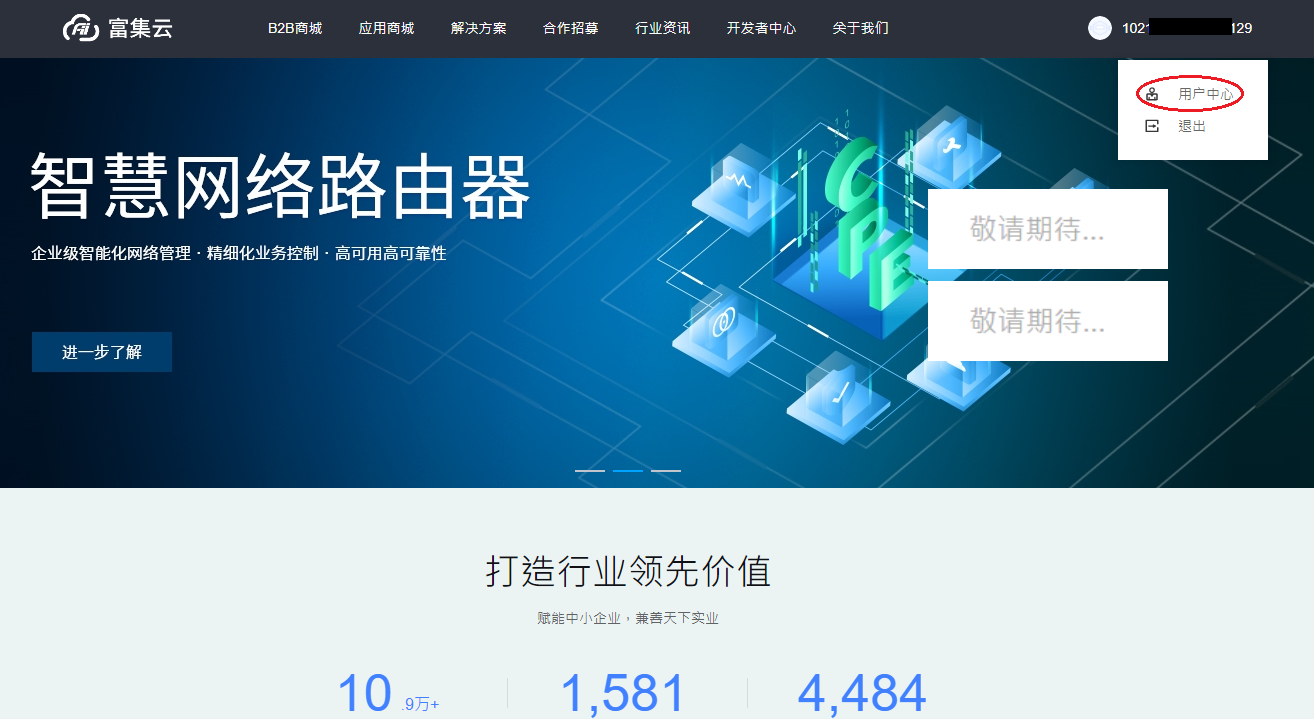 富集云
B2B商城 应用商城 解决方案 合作招募 行业资讯 开发者中心 关于我们
1021 129
用户中心
退出
智慧网络路由器
企业级智能化网络管理 · 精细化业务控制 · 高可用高可靠性
CPE
敬请期待...
敬请期待...
进一步了解
打造行业领先价值
赋能中小企业，兼善天下实业
10 .9万+ 1,581 4,484